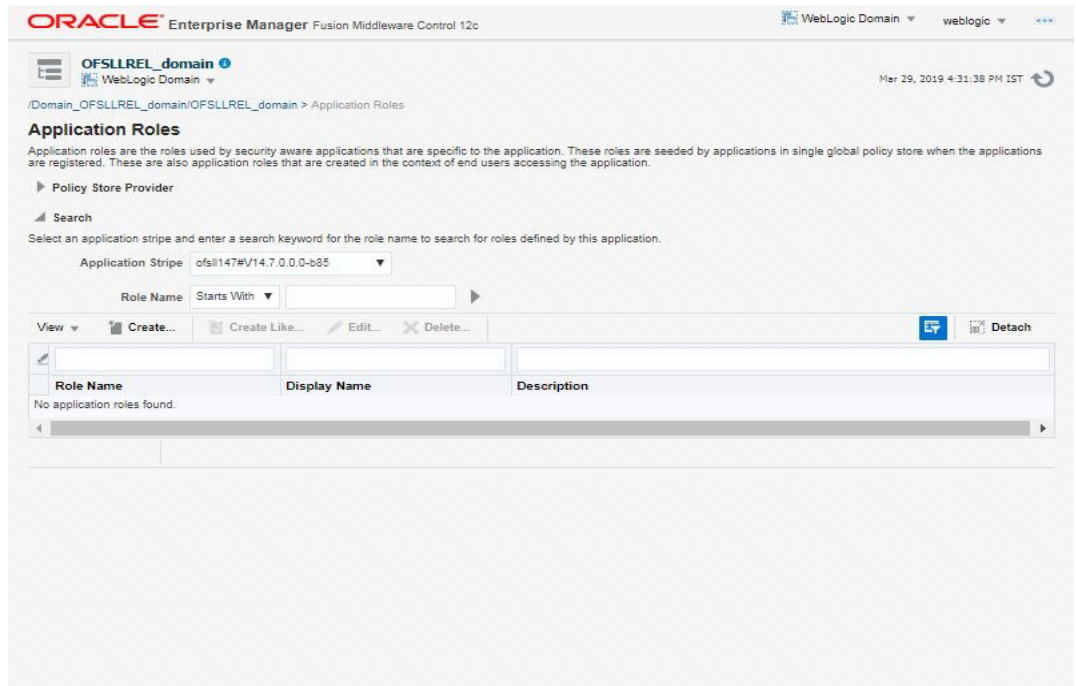 ORACLE® Enterprise Manager Fusion Middleware Control 12c
WebLogic Domain
weblogic
OFSLLREL_domain
WebLogic Domain
Mar 29, 2019 4:31:38 PM IST
/Domain_OFSLLREL_domain/OFSLLREL_domain > Application Roles
Application Roles
Application roles are the roles used by security aware applications that are specific to the application. These roles are seeded by applications in single global policy store when the applications
are registered. These are also application roles that are created in the context of end users accessing the application.
Policy Store Provider
Search
Select an application stripe and enter a search keyword for the role name to search for roles defined by this application.
Application Stripe ofsll147#V14.7.0.0.0-b85
Role Name Starts With
View Create... Create Like... Edit... Delete... Detach
Role Name Display Name Description
No application roles found.